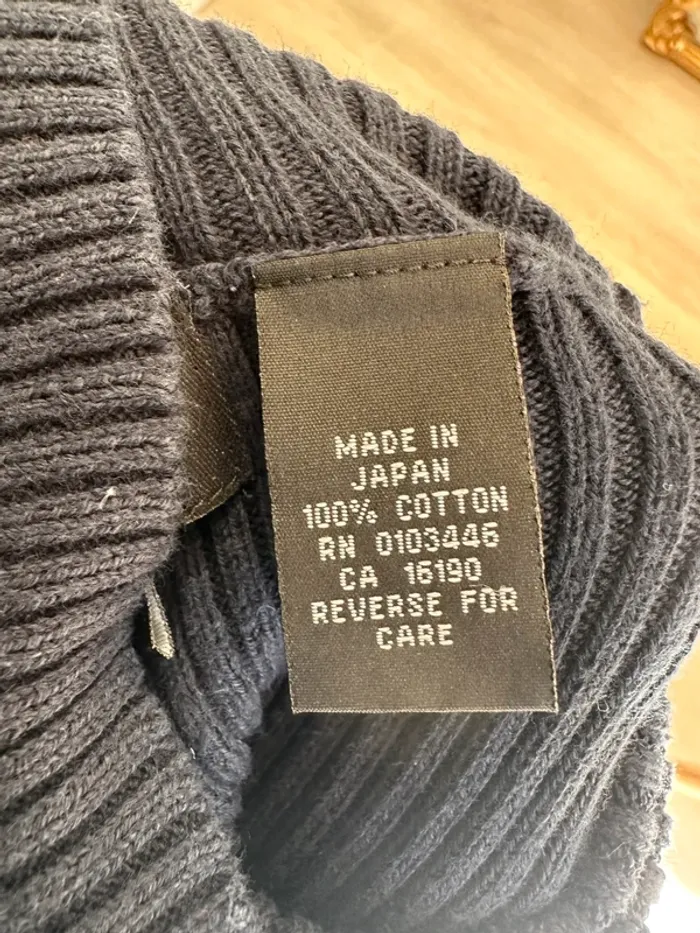 MADE IN
JAPAN
100% COTTON
RN 0103446
CA 16190
REVERSE FOR
CARE